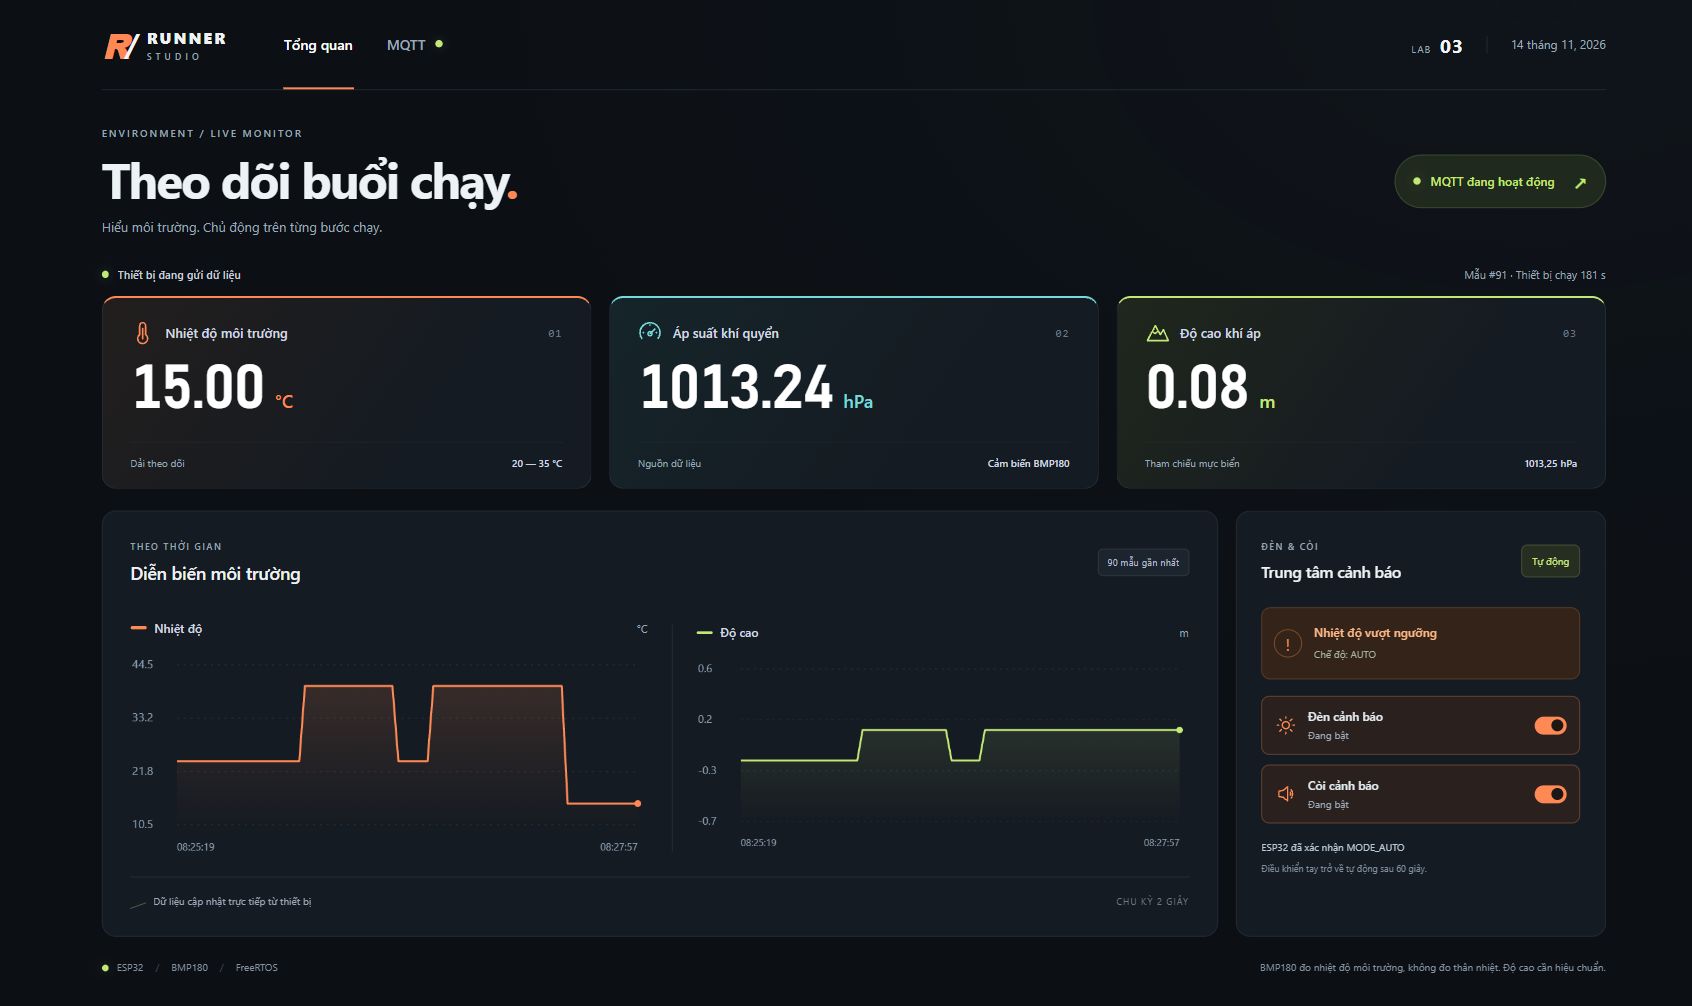 RUNNER
STUDIO
Tổng quan
MQTT
LAB 03
14 tháng 11, 2026
ENVIRONMENT / LIVE MONITOR
Theo dõi buổi chạy.
Hiểu môi trường. Chủ động trên từng bước chạy.
MQTT đang hoạt động ↗
Thiết bị đang gửi dữ liệu
Mẫu #91 · Thiết bị chạy 181 s
Nhiệt độ môi trường
01
15.00 °C
Dải theo dõi
20 — 35 °C
Áp suất khí quyển
02
1013.24 hPa
Nguồn dữ liệu
Cảm biến BMP180
Độ cao khí áp
03
0.08 m
Tham chiếu mực biển
1013,25 hPa
THEO THỜI GIAN
Diễn biến môi trường
90 mẫu gần nhất
Nhiệt độ
°C
44.5
33.2
21.8
10.5
08:25:19
08:27:57
Độ cao
m
0.6
0.2
-0.3
-0.7
08:25:19
08:27:57
Dữ liệu cập nhật trực tiếp từ thiết bị
CHU KỲ 2 GIÂY
ĐÈN & CÒI
Trung tâm cảnh báo
Tự động
Nhiệt độ vượt ngưỡng
Chế độ: AUTO
Đèn cảnh báo
Đang bật
Còi cảnh báo
Đang bật
ESP32 đã xác nhận MODE_AUTO
Điều khiển tay trở về tự động sau 60 giây.
ESP32 / BMP180 / FreeRTOS
BMP180 đo nhiệt độ môi trường, không đo thân nhiệt. Độ cao cần hiệu chuẩn.